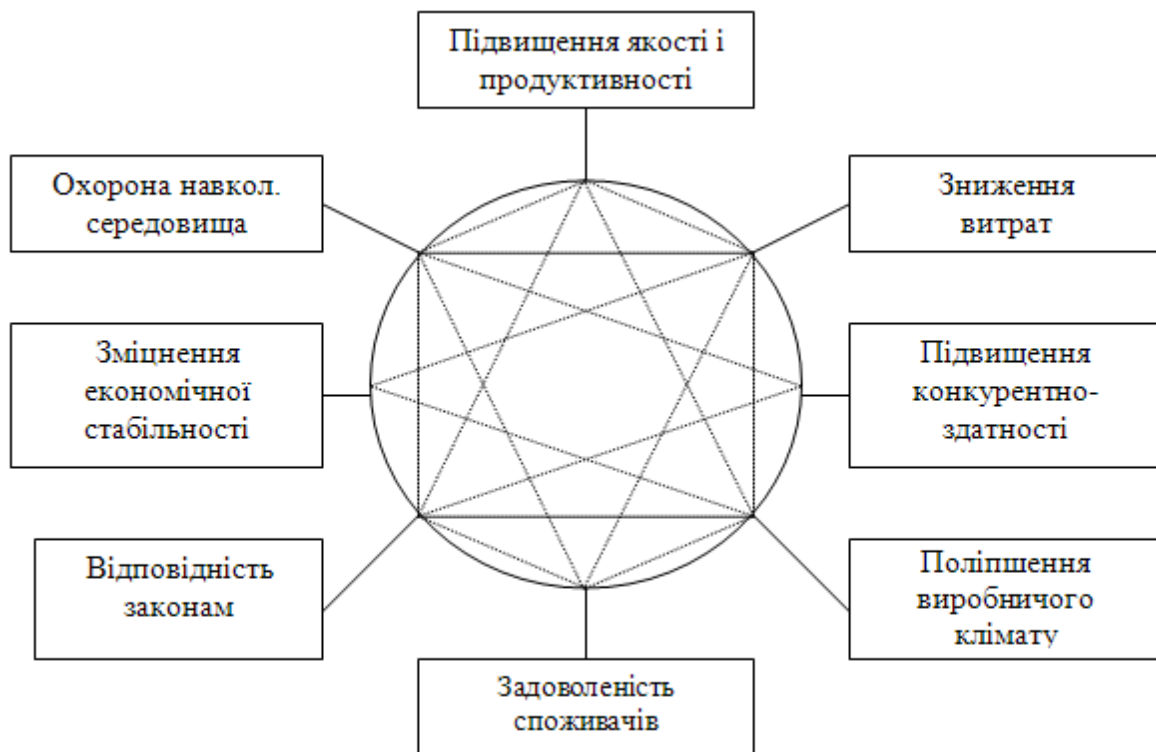 Підвищення якості і
продуктивності
Охорона навкол.
середовища
Зниження
витрат
Зміцнення
економічної
стабільності
Підвищення
конкурентно-
здатності
Відповідність
законам
Поліпшення
виробничого
клімату
Задоволеність
споживачів